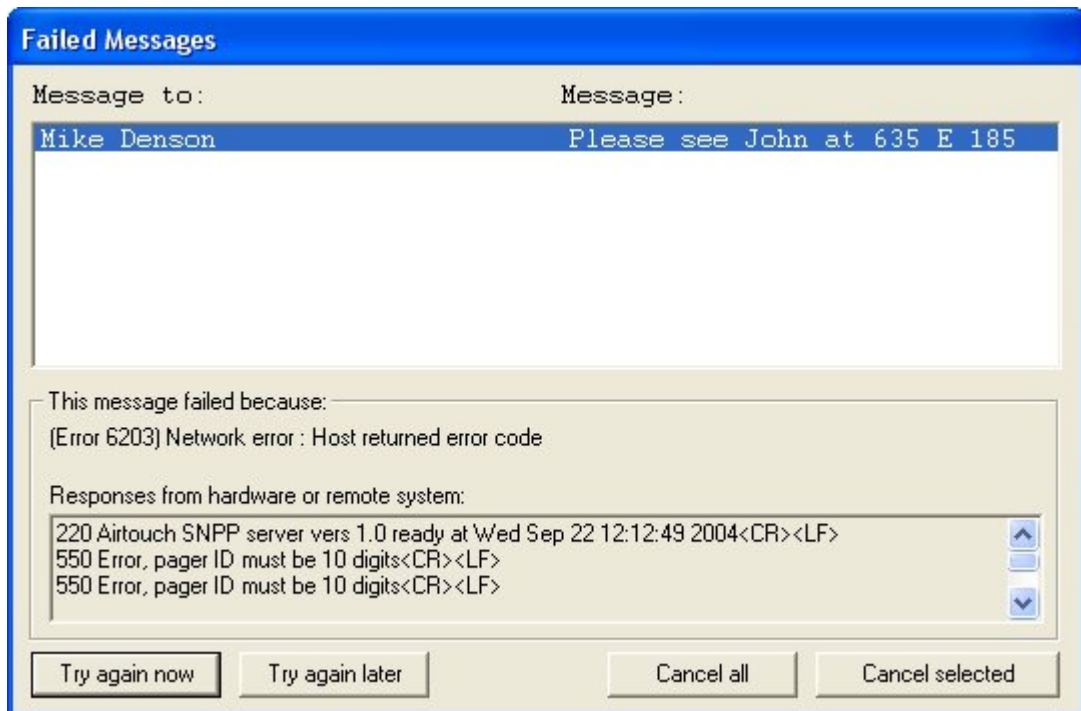 Failed Messages
Message to: Message:
Mike Denson Please see John at 635 E 185
This message failed because:
(Error 6203) Network error : Host returned error code
Responses from hardware or remote system:
220 Airtouch SNPP server vers 1.0 ready at Wed Sep 22 12:12:49 2004<CR><LF>
550 Error, pager ID must be 10 digits<CR><LF>
550 Error, pager ID must be 10 digits<CR><LF>
Try again now Try again later Cancel all Cancel selected